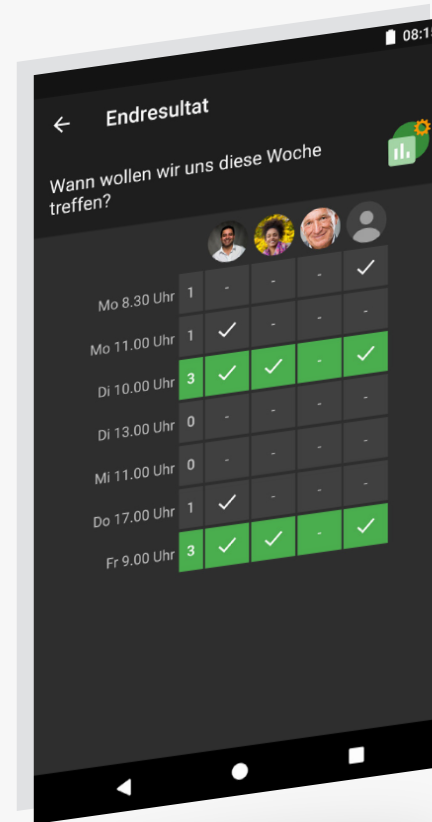 08:15
Endresultat
Wann wollen wir uns diese Woche
treffen?
Mo 8.30 Uhr 1 - - -
Mo 11.00 Uhr 1 - - -
Di 10.00 Uhr 3 -
Di 13.00 Uhr 0 - - - -
Mi 11.00 Uhr 0 - - - -
Do 17.00 Uhr 1 - - -
Fr 9.00 Uhr 3 -